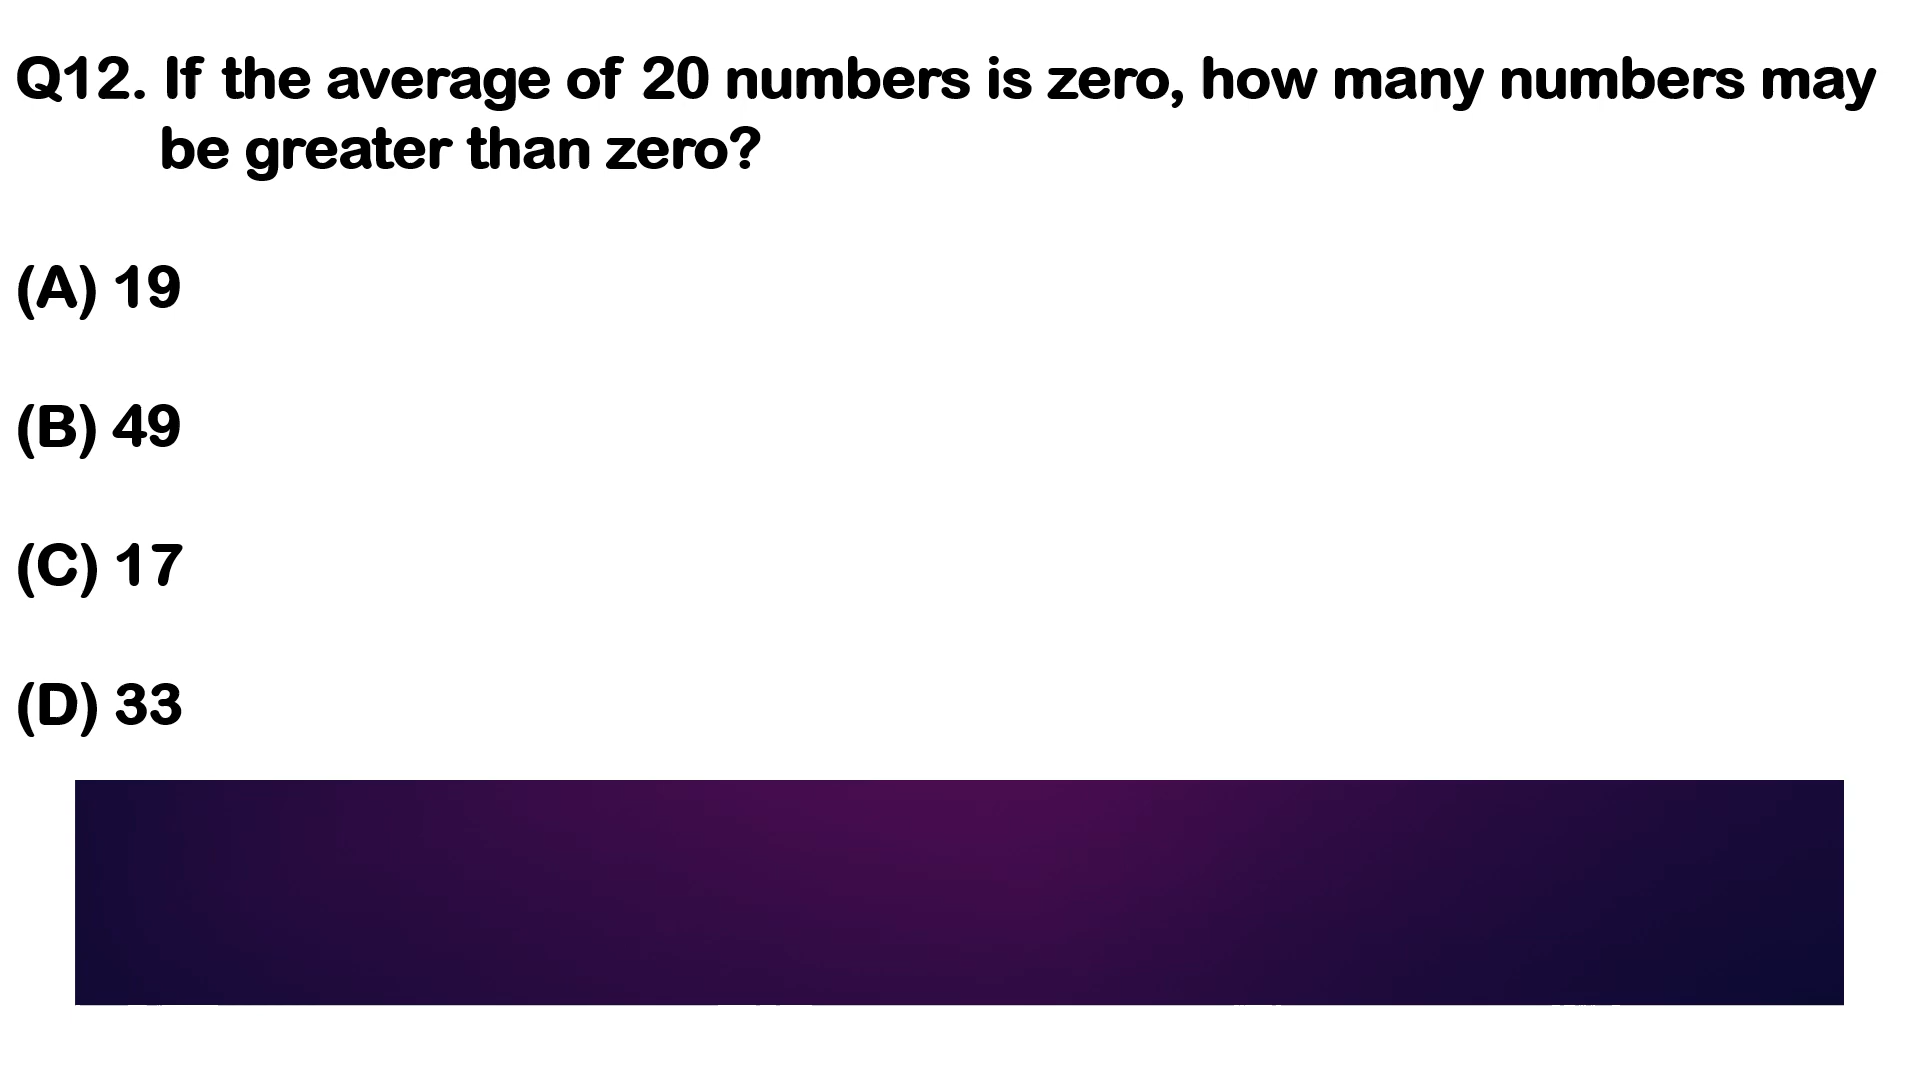 Q12. If the average of 20 numbers is zero, how many numbers may
be greater than zero?
(A) 19
(B) 49
(C) 17
(D) 33